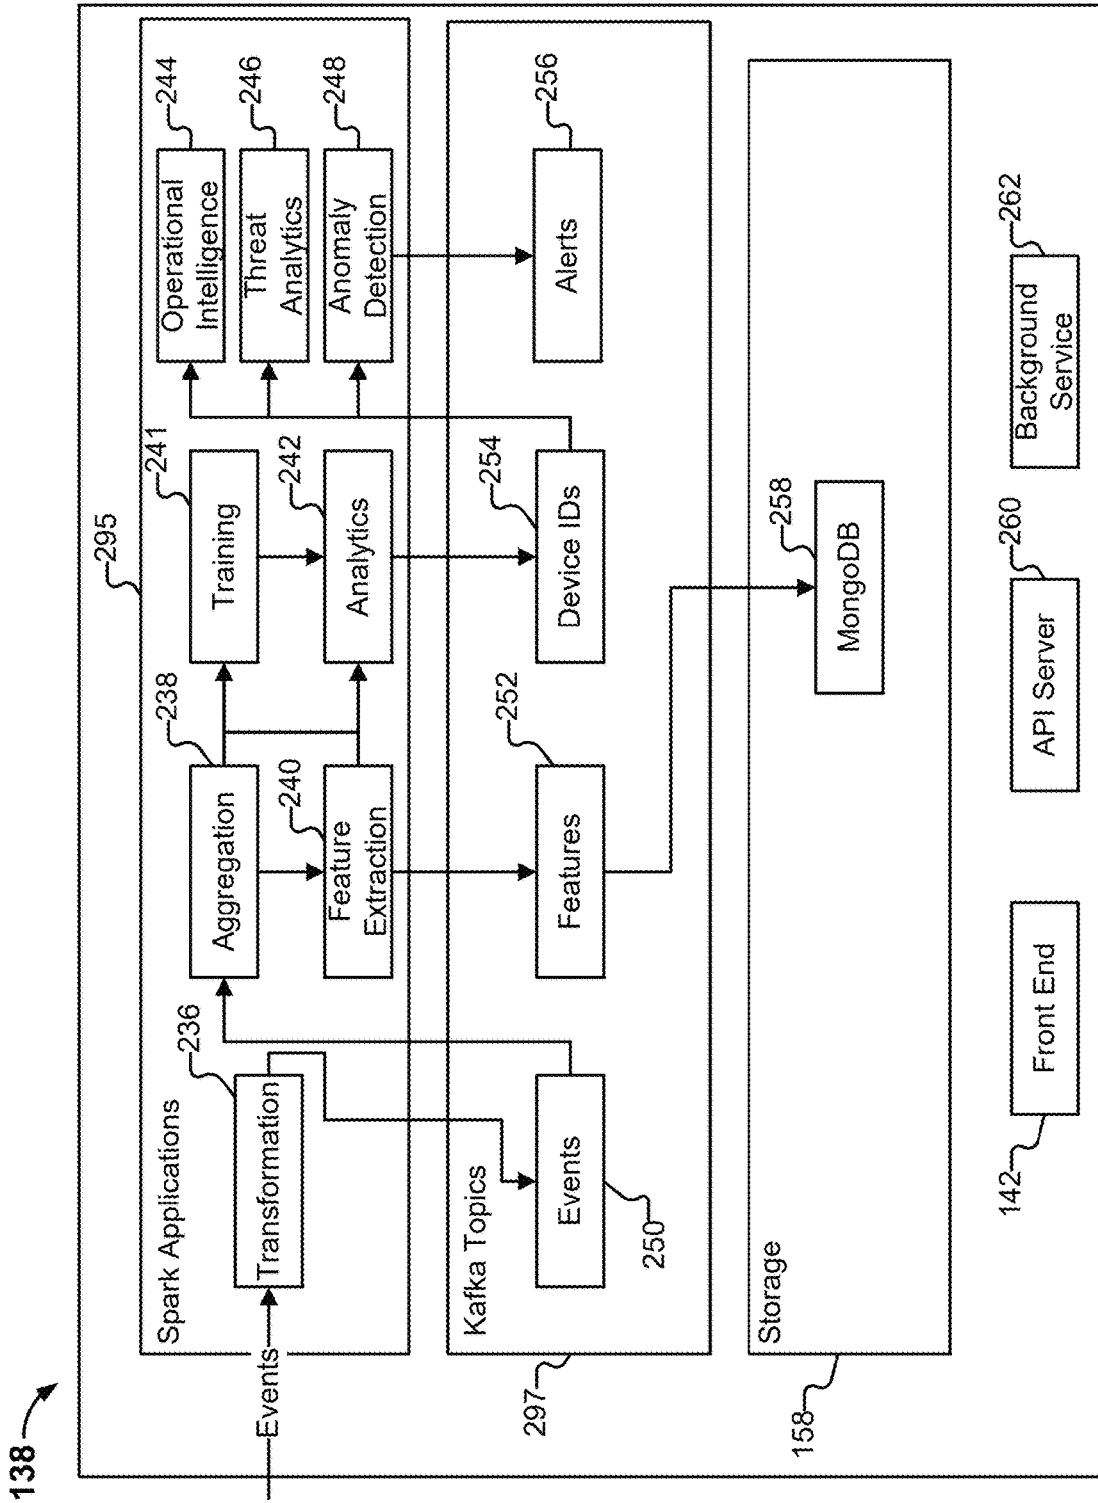 138
Events
Spark Applications
295
Transformation
236
Aggregation
238
Feature
Extraction
240
Training
241
Analytics
242
Operational
Intelligence
244
Threat
Analytics
246
Anomaly
Detection
248
Kafka Topics
297
Events
250
Features
252
Device IDs
254
Alerts
256
Storage
158
MongoDB
258
Front End
142
API Server
260
Background
Service
262